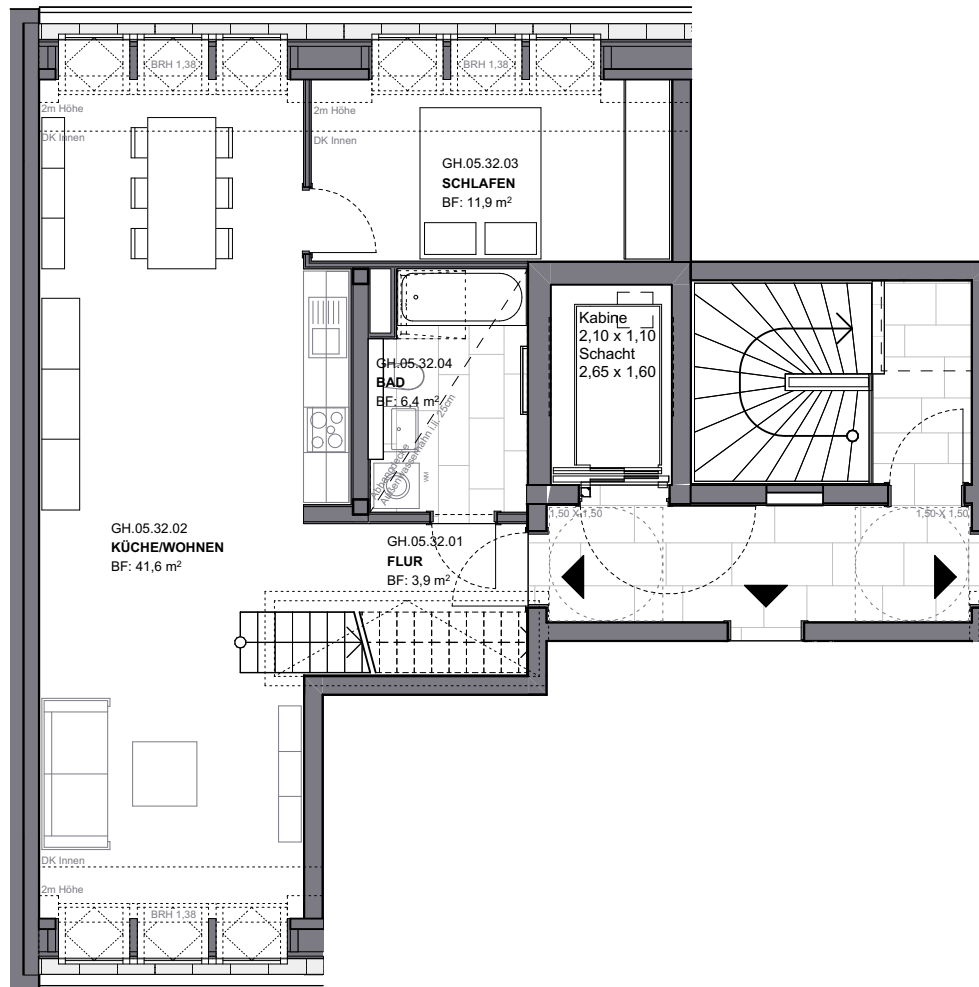 BRH 1,38
BRH 1,38
2m Höhe
2m Höhe
DK Innen
DK Innen
GH.05.32.03
SCHLAFEN
BF: 11,9 m²
Kabine
2,10 x 1,10
Schacht
2,65 x 1,60
GH.05.32.04
BAD
BF: 6,4 m²
Abhangdecke
WM
1,50 X 1,50
1,50 X 1,50
GH.05.32.02
KÜCHE/WOHNEN
BF: 41,6 m²
GH.05.32.01
FLUR
BF: 3,9 m²
DK Innen
2m Höhe
BRH 1,38